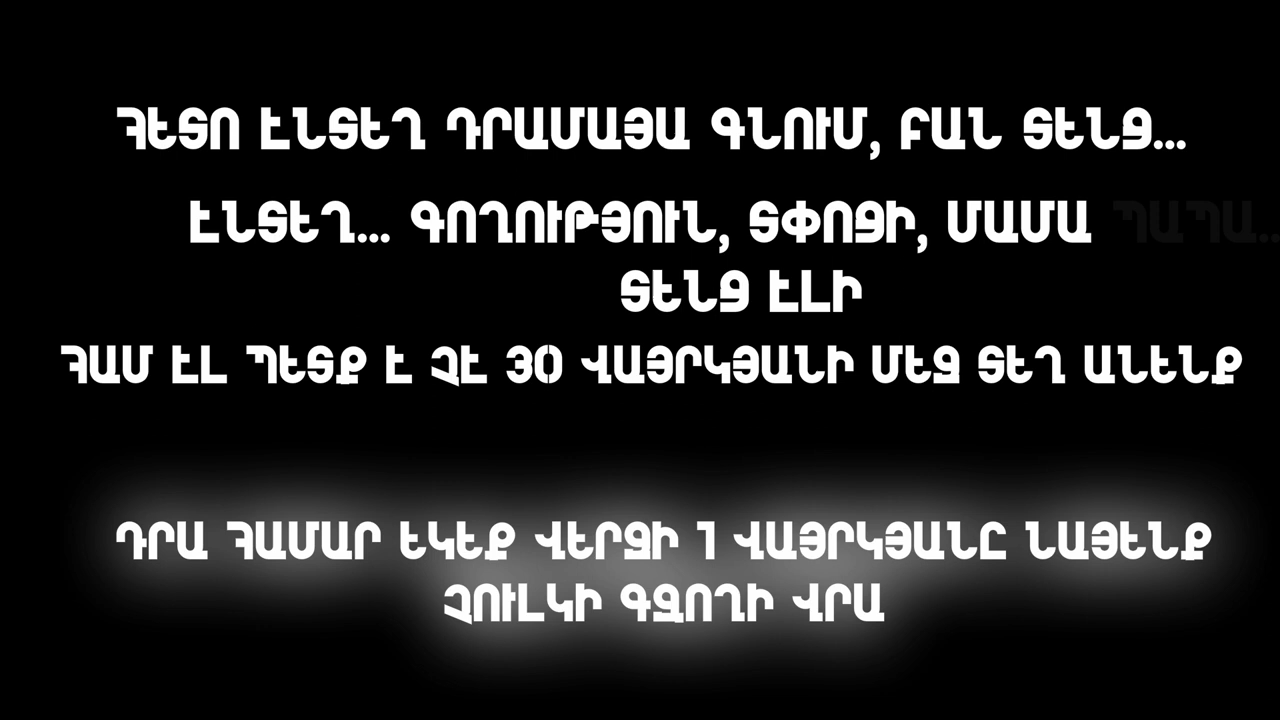 ՀԵՏՈ ԷՆՏԵՂ ԴՐԱՄԱՅԱ ԳՆՈՒՄ, ԲԱՆ ՏԵՆՑ...
ԷՆՏԵՂ... ԳՈՂՈՒԹՅՈՒՆ, ՏՓՈՑԻ, ՄԱՄԱ ՊԱՊԱ..
ՏԵՆՑ ԷԼԻ
ՀԱՄ ԷԼ ՊԵՏՔ Է ՉԷ 30 ՎԱՅՐԿՅԱՆԻ ՄԵՋ ՏԵՂ ԱՆԵՆՔ
ԴՐԱ ՀԱՄԱՐ ԵԿԵՔ ՎԵՐՋԻ 1 ՎԱՅՐԿՅԱՆԸ ՆԱՅԵՆՔ
ՉՈՒԼԿԻ ԳԶՈՂԻ ՎՐԱ